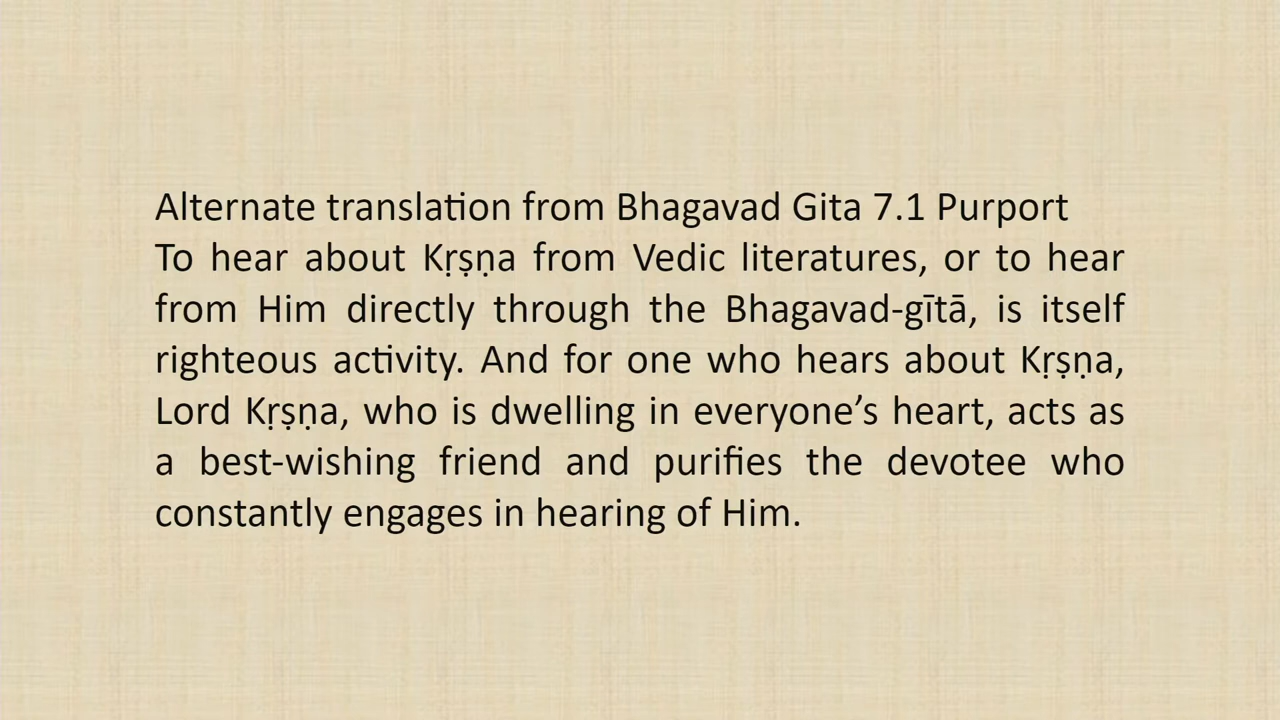 Alternate translation from Bhagavad Gita 7.1 Purport
To hear about Kṛṣṇa from Vedic literatures, or to hear
from Him directly through the Bhagavad-gītā, is itself
righteous activity. And for one who hears about Kṛṣṇa,
Lord Kṛṣṇa, who is dwelling in everyone’s heart, acts as
a best-wishing friend and purifies the devotee who
constantly engages in hearing of Him.